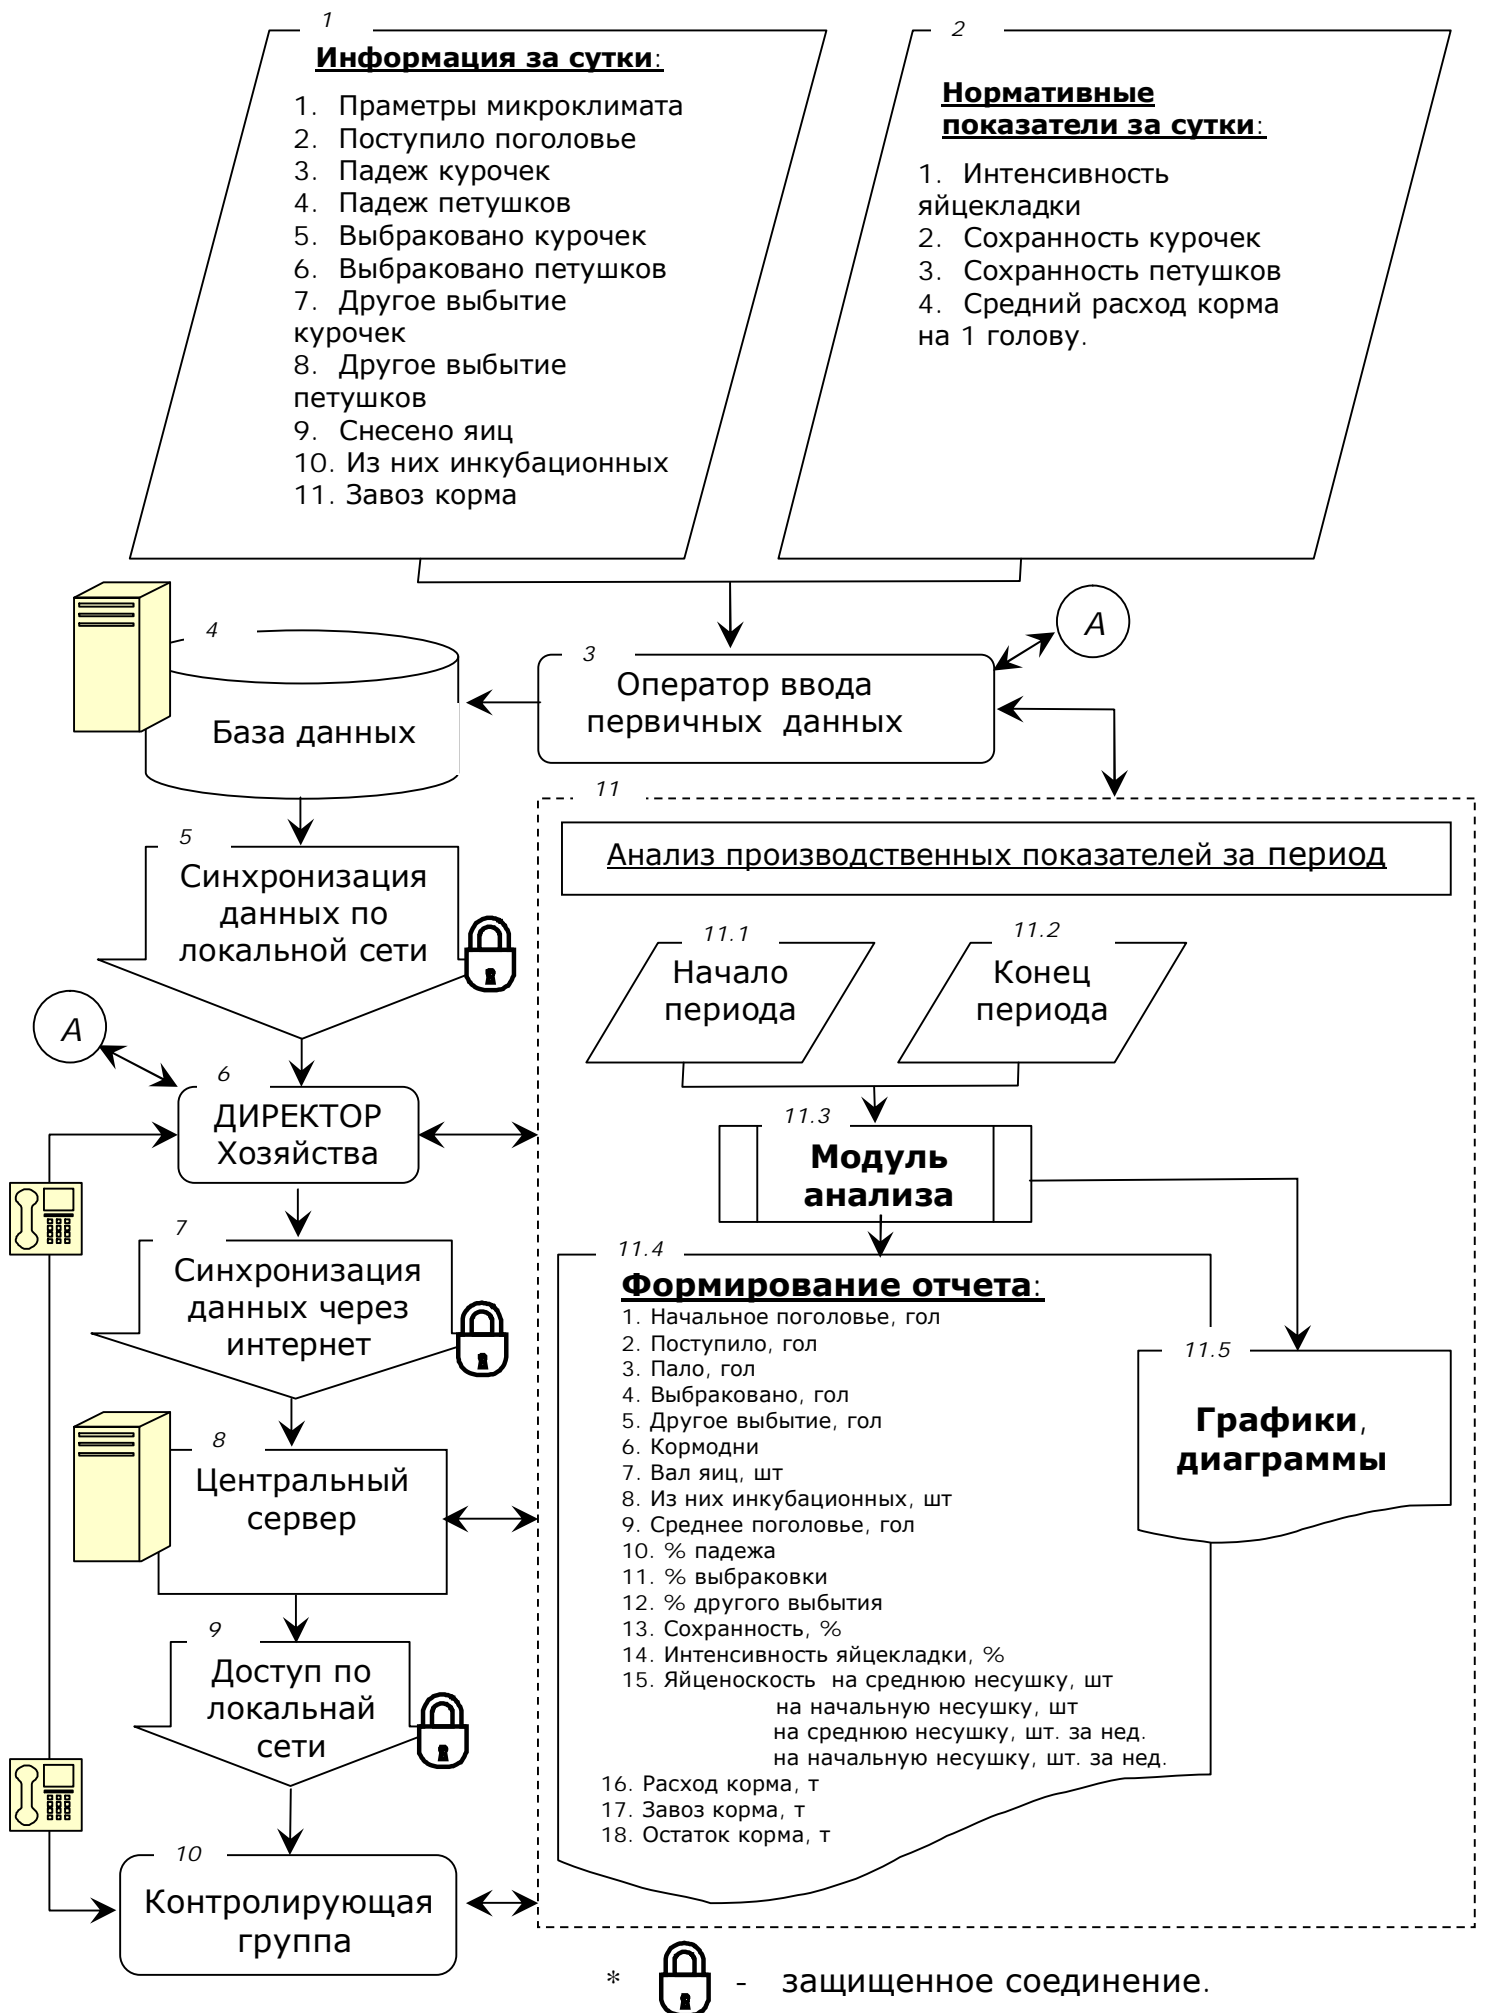 1
Информация за сутки:
1. Праметры микроклимата
2. Поступило поголовье
3. Падеж курочек
4. Падеж петушков
5. Выбраковано курочек
6. Выбраковано петушков
7. Другое выбытие
курочек
8. Другое выбытие
петушков
9. Снесено яиц
10. Из них инкубационных
11. Завоз корма
2
Нормативные
показатели за сутки:
1. Интенсивность
яйцекладки
2. Сохранность курочек
3. Сохранность петушков
4. Средний расход корма
на 1 голову.
A
3
Оператор ввода
первичных данных
4
База данных
5
Синхронизация
данных по
локальной сети
A
6
ДИРЕКТОР
Хозяйства
7
Синхронизация
данных через
интернет
8
Центральный
сервер
9
Доступ по
локальнай
сети
10
Контролирующая
группа
11
Анализ производственных показателей за период
11.1
Начало
периода
11.2
Конец
периода
11.3
Модуль
анализа
11.4
Формирование отчета:
1. Начальное поголовье, гол
2. Поступило, гол
3. Пало, гол
4. Выбраковано, гол
5. Другое выбытие, гол
6. Кормодни
7. Вал яиц, шт
8. Из них инкубационных, шт
9. Среднее поголовье, гол
10. % падежа
11. % выбраковки
12. % другого выбытия
13. Сохранность, %
14. Интенсивность яйцекладки, %
15. Яйценоскость на среднюю несушку, шт
на начальную несушку, шт
на среднюю несушку, шт. за нед.
на начальную несушку, шт. за нед.
16. Расход корма, т
17. Завоз корма, т
18. Остаток корма, т
11.5
Графики,
диаграммы
* - защищенное соединение.